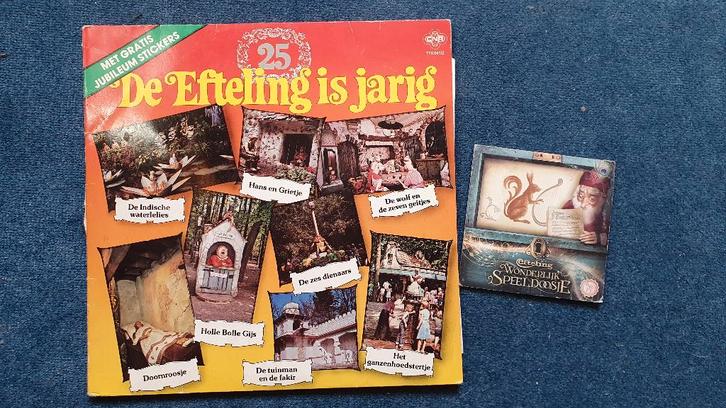 MET GRATIS
JUBILEUM STICKERS
25
CNR
De Efteling is jarig
De Indische
waterlelies
Hans en Grietje
De wolf en
de zeven geitjes
De zes dienaars
Holle Bolle Gijs
Doornroosje
De tuinman
en de fakir
Het
ganzenhoedstertje
Efteling
WONDERLIJK
SPEELDOOSJE